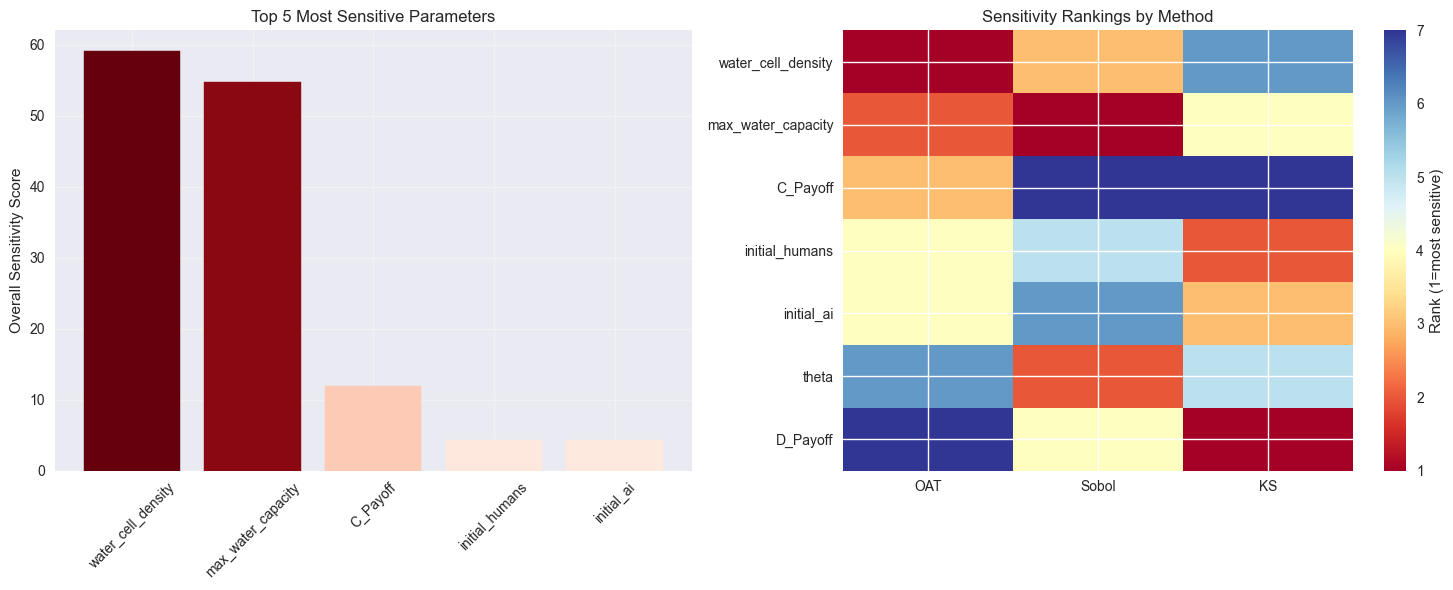 Top 5 Most Sensitive Parameters
Overall Sensitivity Score
60
50
40
30
20
10
0
water_cell_density
max_water_capacity
C_Payoff
initial_humans
initial_ai
Sensitivity Rankings by Method
water_cell_density
max_water_capacity
C_Payoff
initial_humans
initial_ai
theta
D_Payoff
OAT
Sobol
KS
7
6
5
4
3
2
1
Rank (1=most sensitive)